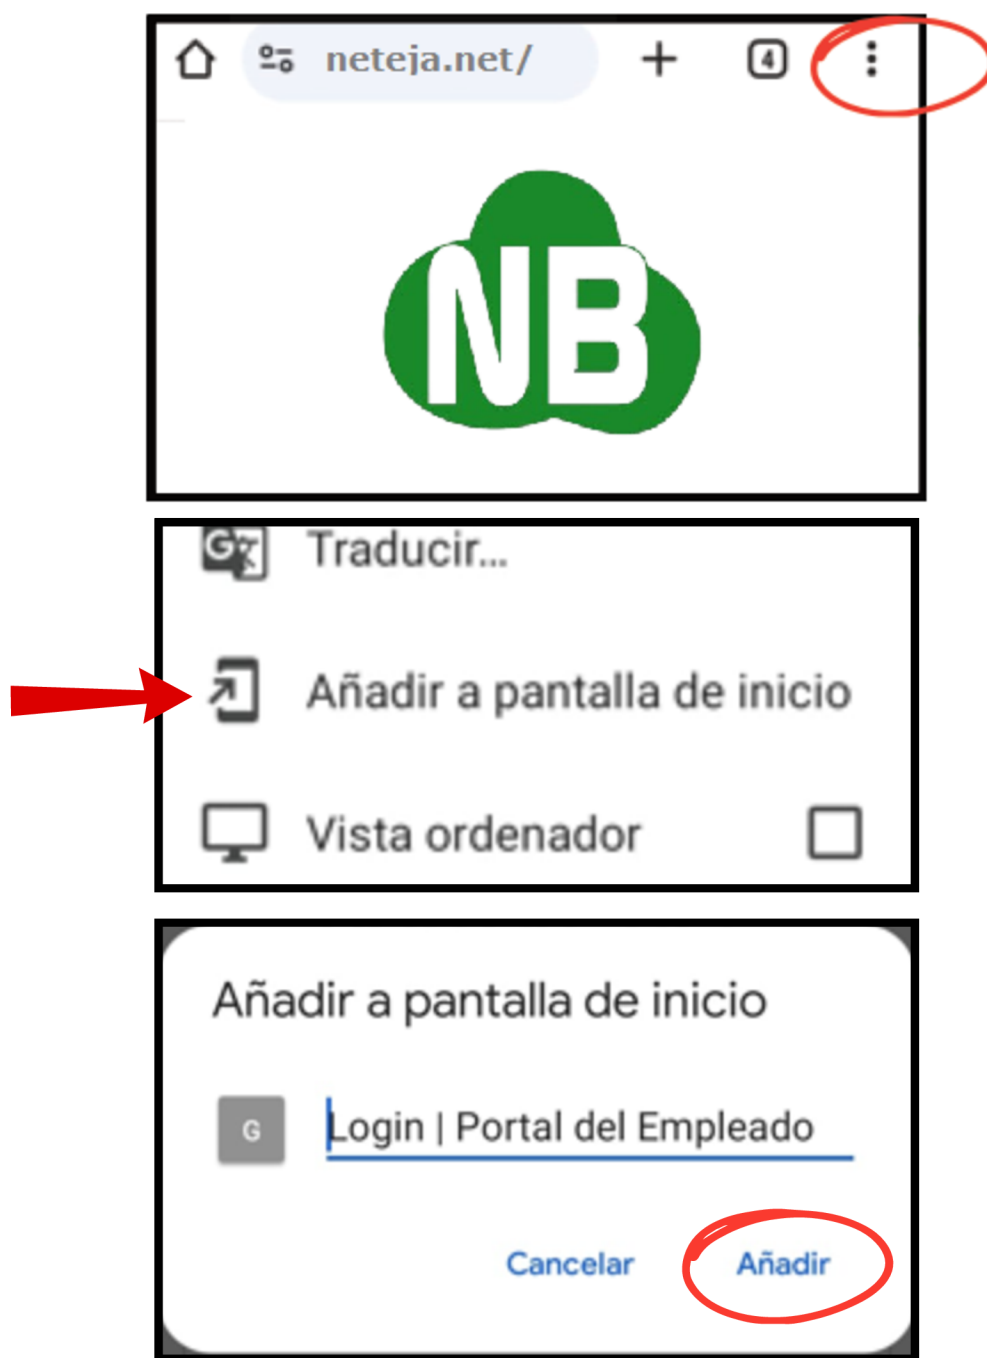 neteja.net/
4
NB
Traducir...
Añadir a pantalla de inicio
Vista ordenador
Añadir a pantalla de inicio
G
Login | Portal del Empleado
Cancelar
Añadir